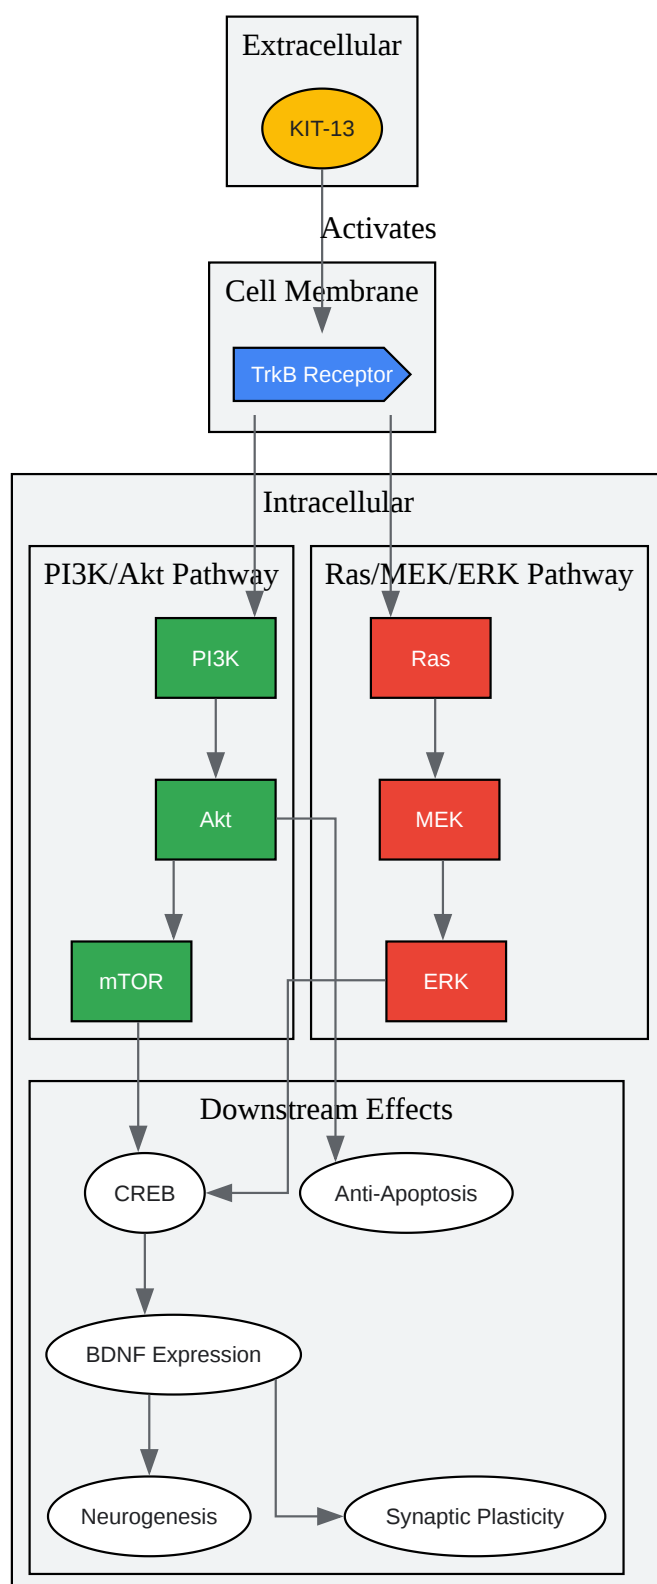 Extracellular
KIT-13
Activates
Cell Membrane
TrkB Receptor
Intracellular
PI3K/Akt Pathway
Ras/MEK/ERK Pathway
PI3K
Ras
Akt
MEK
mTOR
ERK
Downstream Effects
CREB
Anti-Apoptosis
BDNF Expression
Neurogenesis
Synaptic Plasticity